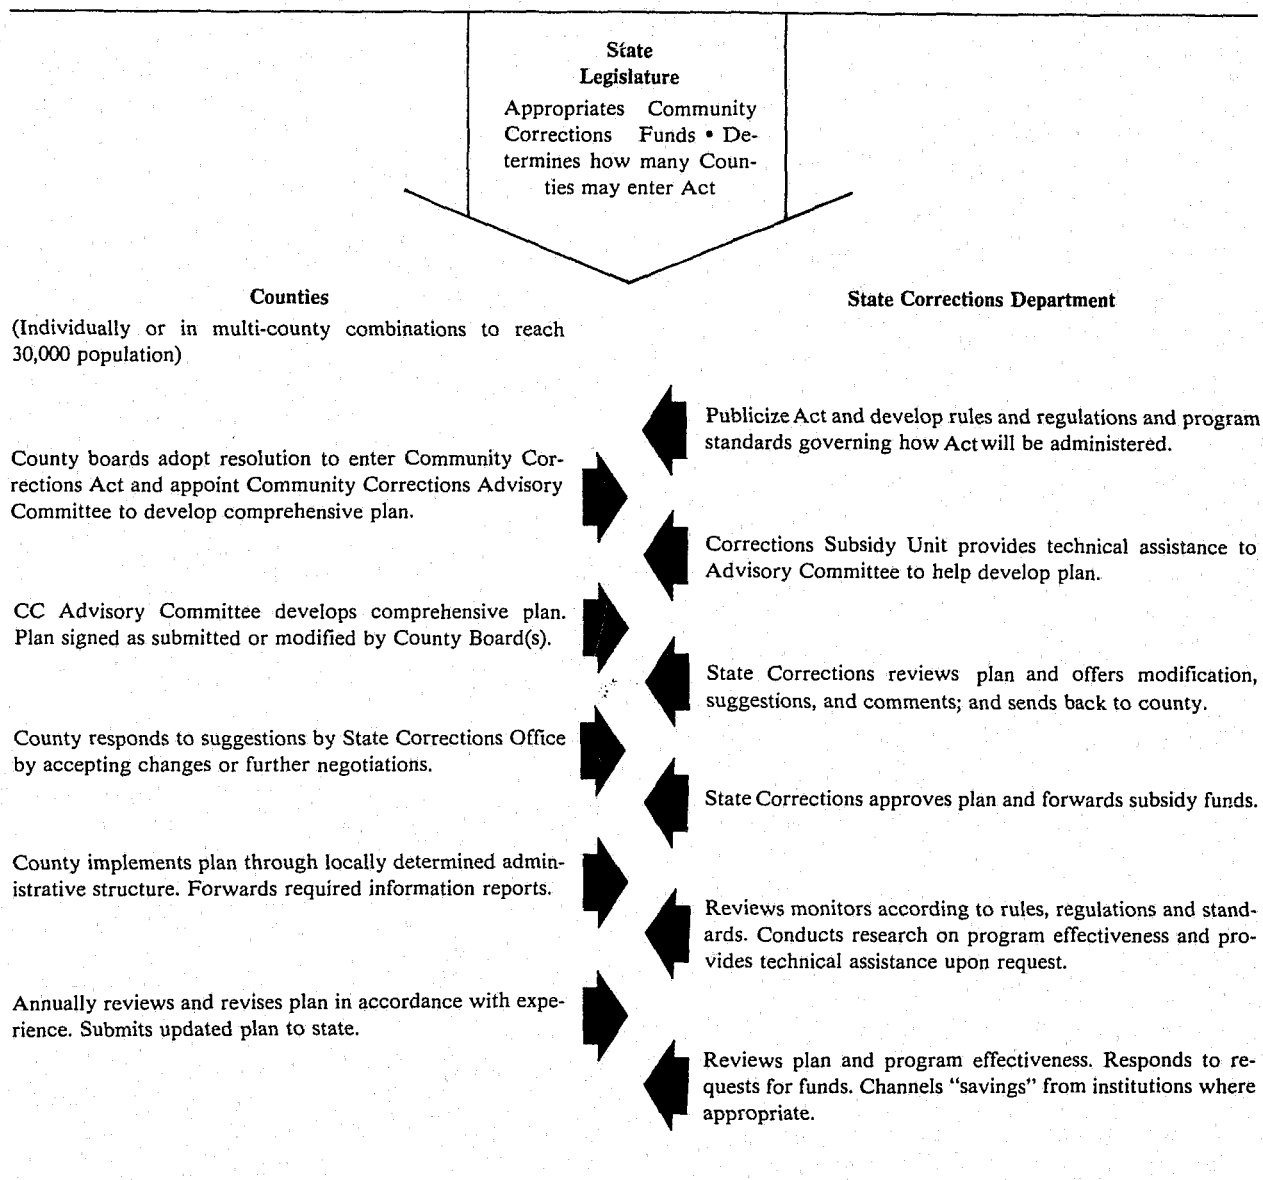 State
Legislature
Appropriates Community
Corrections Funds • De-
termines how many Coun-
ties may enter Act
Counties
(Individually or in multi-county combinations to reach
30,000 population)
County boards adopt resolution to enter Community Cor-
rections Act and appoint Community Corrections Advisory
Committee to develop comprehensive plan.
CC Advisory Committee develops comprehensive plan.
Plan signed as submitted or modified by County Board(s).
County responds to suggestions by State Corrections Office
by accepting changes or further negotiations.
County implements plan through locally determined admin-
istrative structure. Forwards required information reports.
Annually reviews and revises plan in accordance with expe-
rience. Submits updated plan to state.
State Corrections Department
Publicize Act and develop rules and regulations and program
standards governing how Act will be administered.
Corrections Subsidy Unit provides technical assistance to
Advisory Committee to help develop plan.
State Corrections reviews plan and offers modification,
suggestions, and comments; and sends back to county.
State Corrections approves plan and forwards subsidy funds.
Reviews monitors according to rules, regulations and stand-
ards. Conducts research on program effectiveness and pro-
vides technical assistance upon request.
Reviews plan and program effectiveness. Responds to re-
quests for funds. Channels "savings" from institutions where
appropriate.